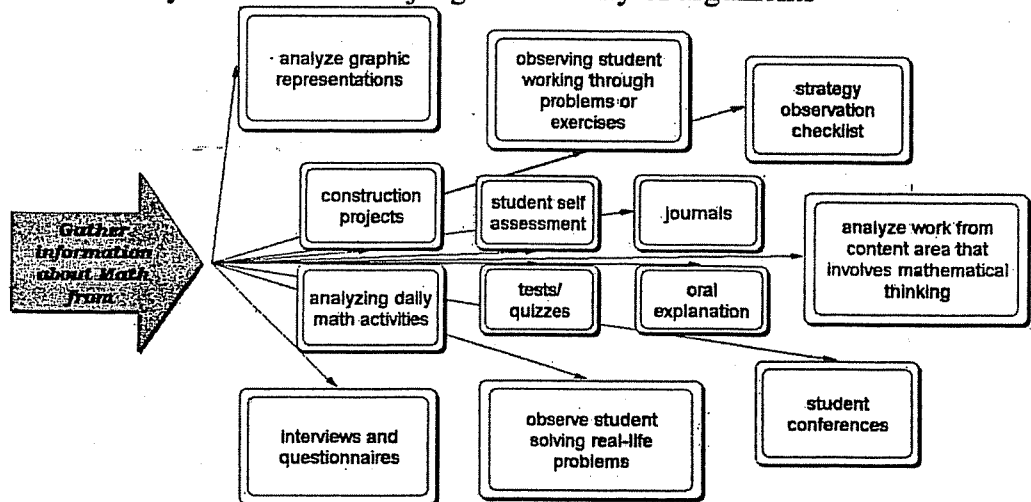 analyze graphic
representations
observing student
working through
problems or
exercises
strategy
observation
checklist
construction
projects
student self
assessment
journals
analyze work from
content area that
involves mathematical
thinking
Gather
information
about Math
from
analyzing daily
math activities
tests/
quizzes
oral
explanation
Interviews and
questionnaires
observe student
solving real-life
problems
student
conferences